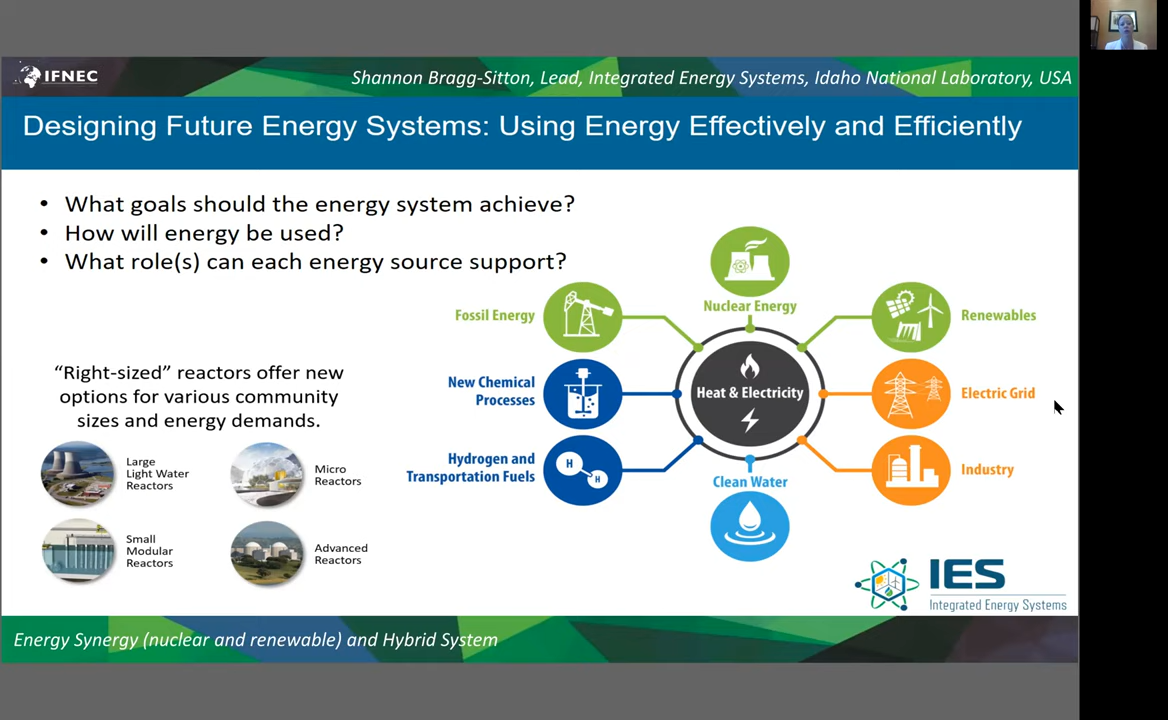 IFNEC
Shannon Bragg-Sitton, Lead, Integrated Energy Systems, Idaho National Laboratory, USA
Designing Future Energy Systems: Using Energy Effectively and Efficiently
• What goals should the energy system achieve?
• How will energy be used?
• What role(s) can each energy source support?
“Right-sized” reactors offer new
options for various community
sizes and energy demands.
Large
Light Water
Reactors
Micro
Reactors
Small
Modular
Reactors
Advanced
Reactors
Nuclear Energy
Fossil Energy
Renewables
New Chemical
Processes
Heat & Electricity
Electric Grid
Hydrogen and
Transportation Fuels
H
H
Clean Water
Industry
IES
Integrated Energy Systems
Energy Synergy (nuclear and renewable) and Hybrid System